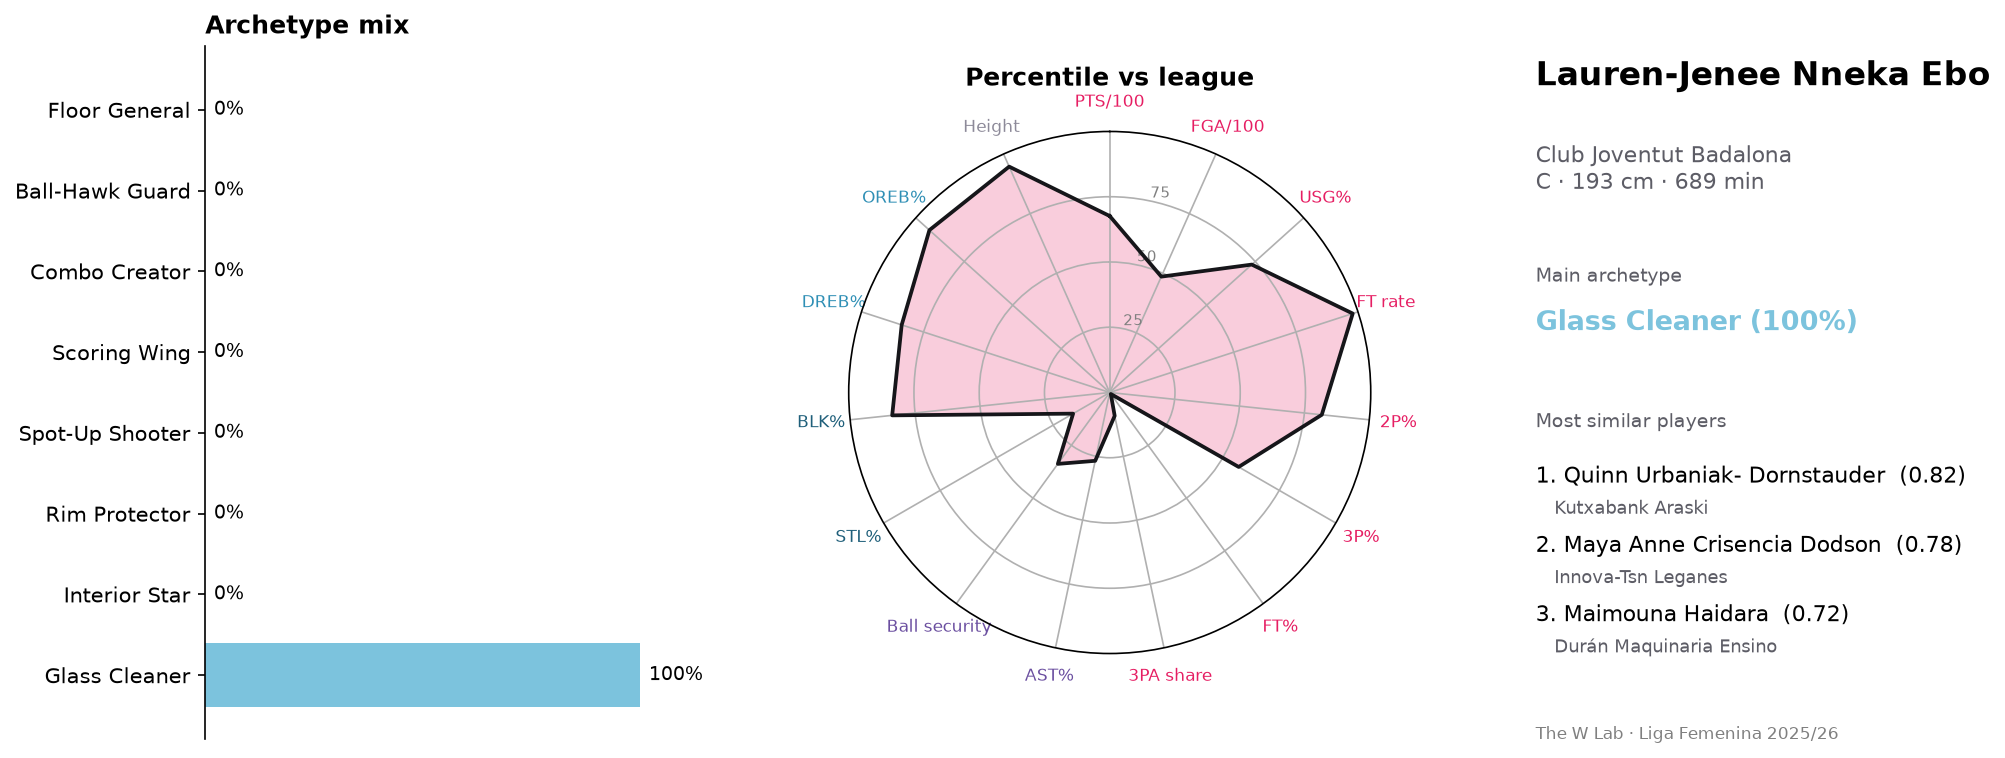 Archetype mix
Floor General
0%
Ball-Hawk Guard
0%
Combo Creator
0%
Scoring Wing
0%
Spot-Up Shooter
0%
Rim Protector
0%
Interior Star
0%
Glass Cleaner
100%
Percentile vs league
PTS/100
FGA/100
USG%
FT rate
2P%
3P%
FT%
3PA share
AST%
Ball security
STL%
BLK%
DREB%
OREB%
Height
75
50
25
Lauren-Jenee Nneka Ebo
Club Joventut Badalona
C · 193 cm · 689 min
Main archetype
Glass Cleaner (100%)
Most similar players
1. Quinn Urbaniak- Dornstauder (0.82)
Kutxabank Araski
2. Maya Anne Crisencia Dodson (0.78)
Innova-Tsn Leganes
3. Maimouna Haidara (0.72)
Durán Maquinaria Ensino
The W Lab · Liga Femenina 2025/26